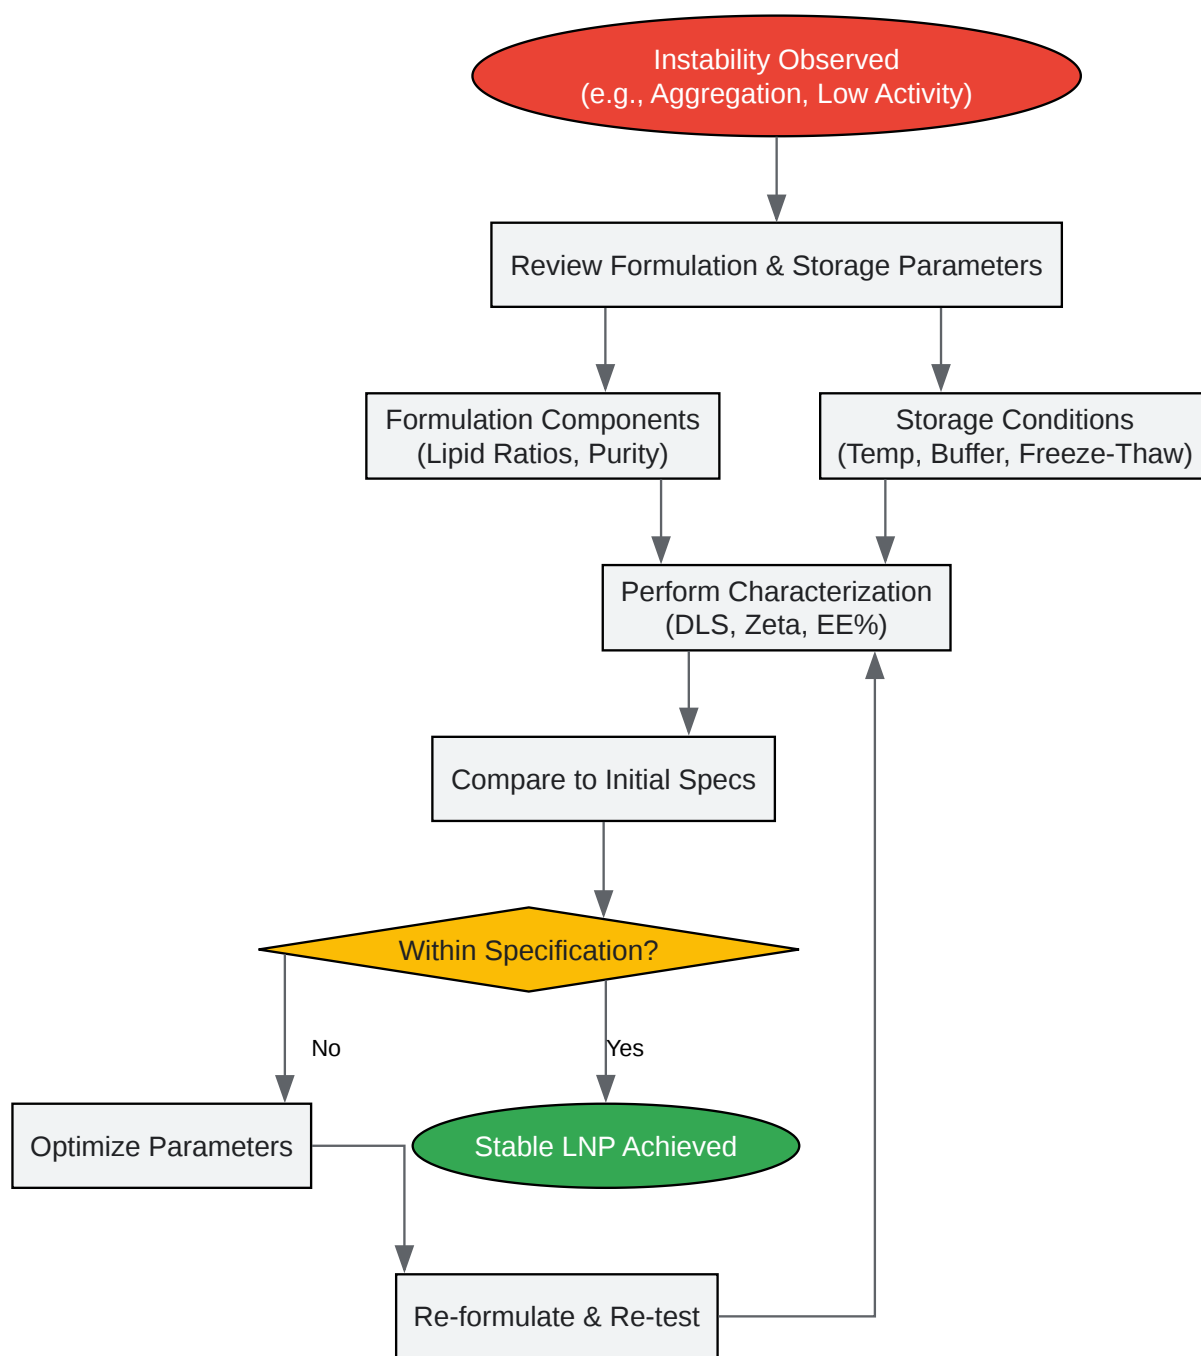 Instability Observed
(e.g., Aggregation, Low Activity)
Review Formulation & Storage Parameters
Formulation Components
(Lipid Ratios, Purity)
Storage Conditions
(Temp, Buffer, Freeze-Thaw)
Perform Characterization
(DLS, Zeta, EE%)
Compare to Initial Specs
Within Specification?
No
Yes
Optimize Parameters
Stable LNP Achieved
Re-formulate & Re-test